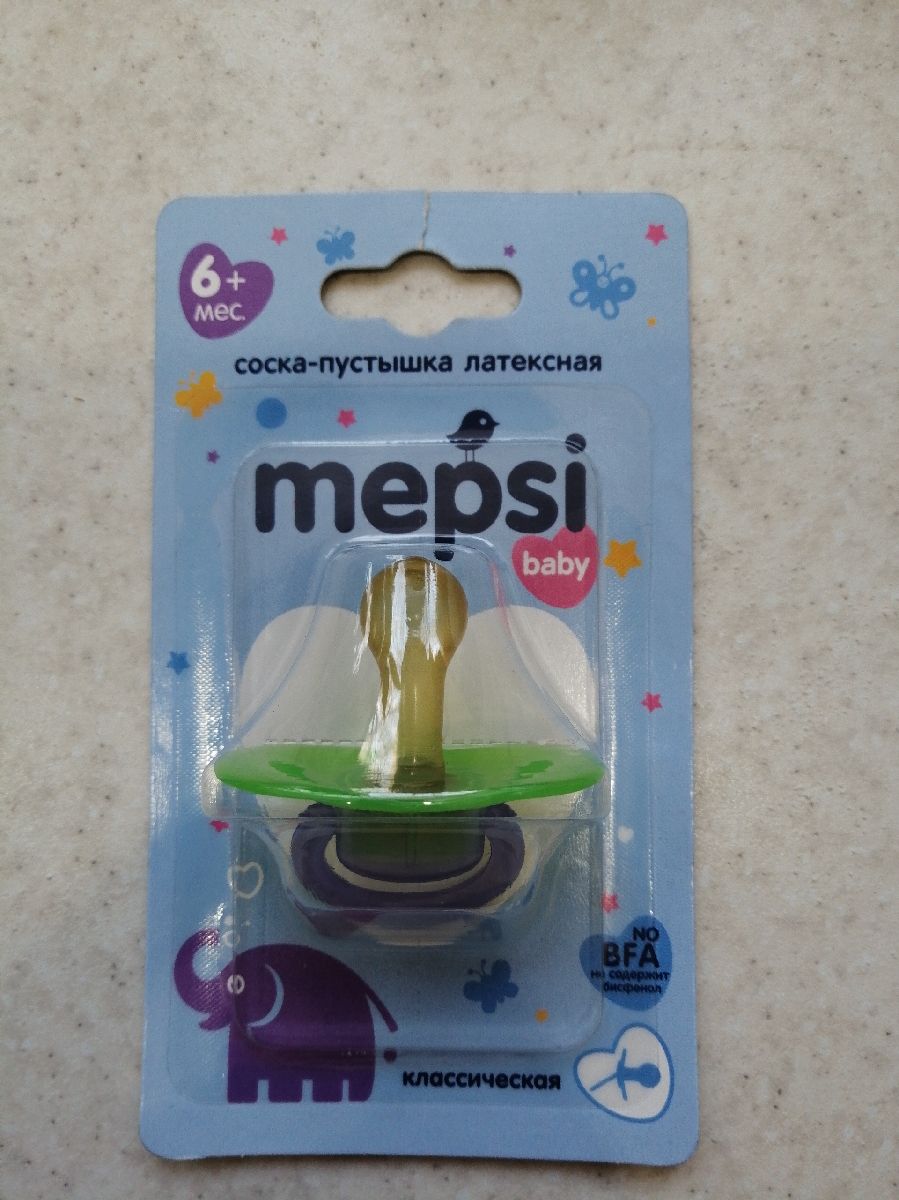 6+
мес.
соска-пустышка латексная
mepsi
baby
NO
BFA
не содержит
бисфенол
классическая